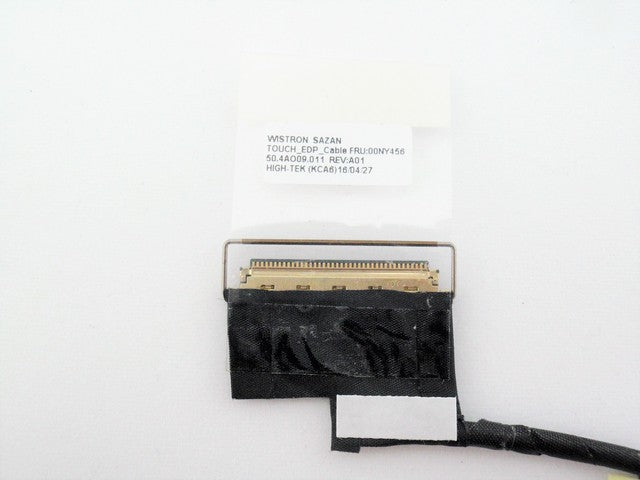 WISTRON SAZAN
TOUCH_EDP_Cable FRU:00NY456
50.4AO09.011 REV:A01
HIGH-TEK (KCA6)16/04/27